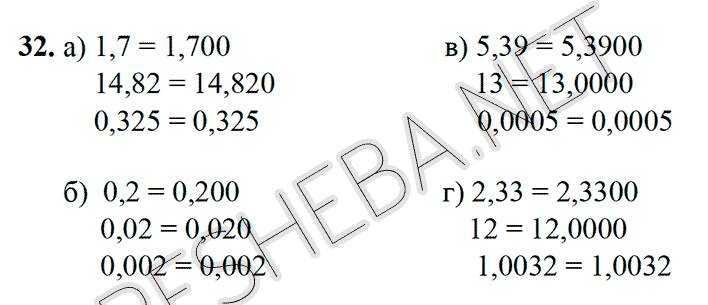 32. а) 1,7 = 1,700
14,82 = 14,820
0,325 = 0,325
б) 0,2 = 0,200
0,02 = 0,020
0,002 = 0,002
в) 5,39 = 5,3900
13 = 13,0000
0,0005 = 0,0005
г) 2,33 = 2,3300
12 = 12,0000
1,0032 = 1,0032
RESHEBA.NET